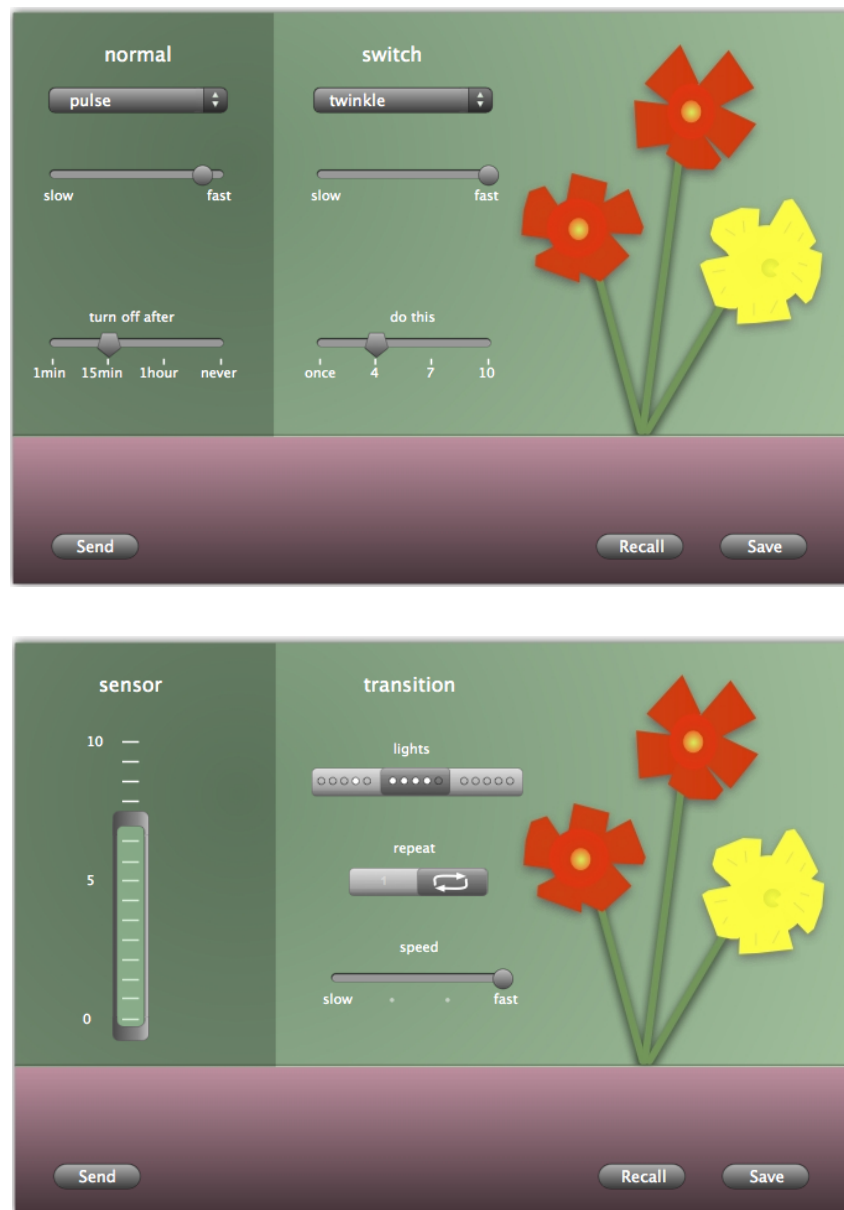 normal switch
pulse twinkle
slow fast slow fast
turn off after do this
1min 15min 1hour never once 4 7 10
Send Recall Save
sensor transition
10
lights
5
repeat
1
speed
slow fast
0
Send Recall Save